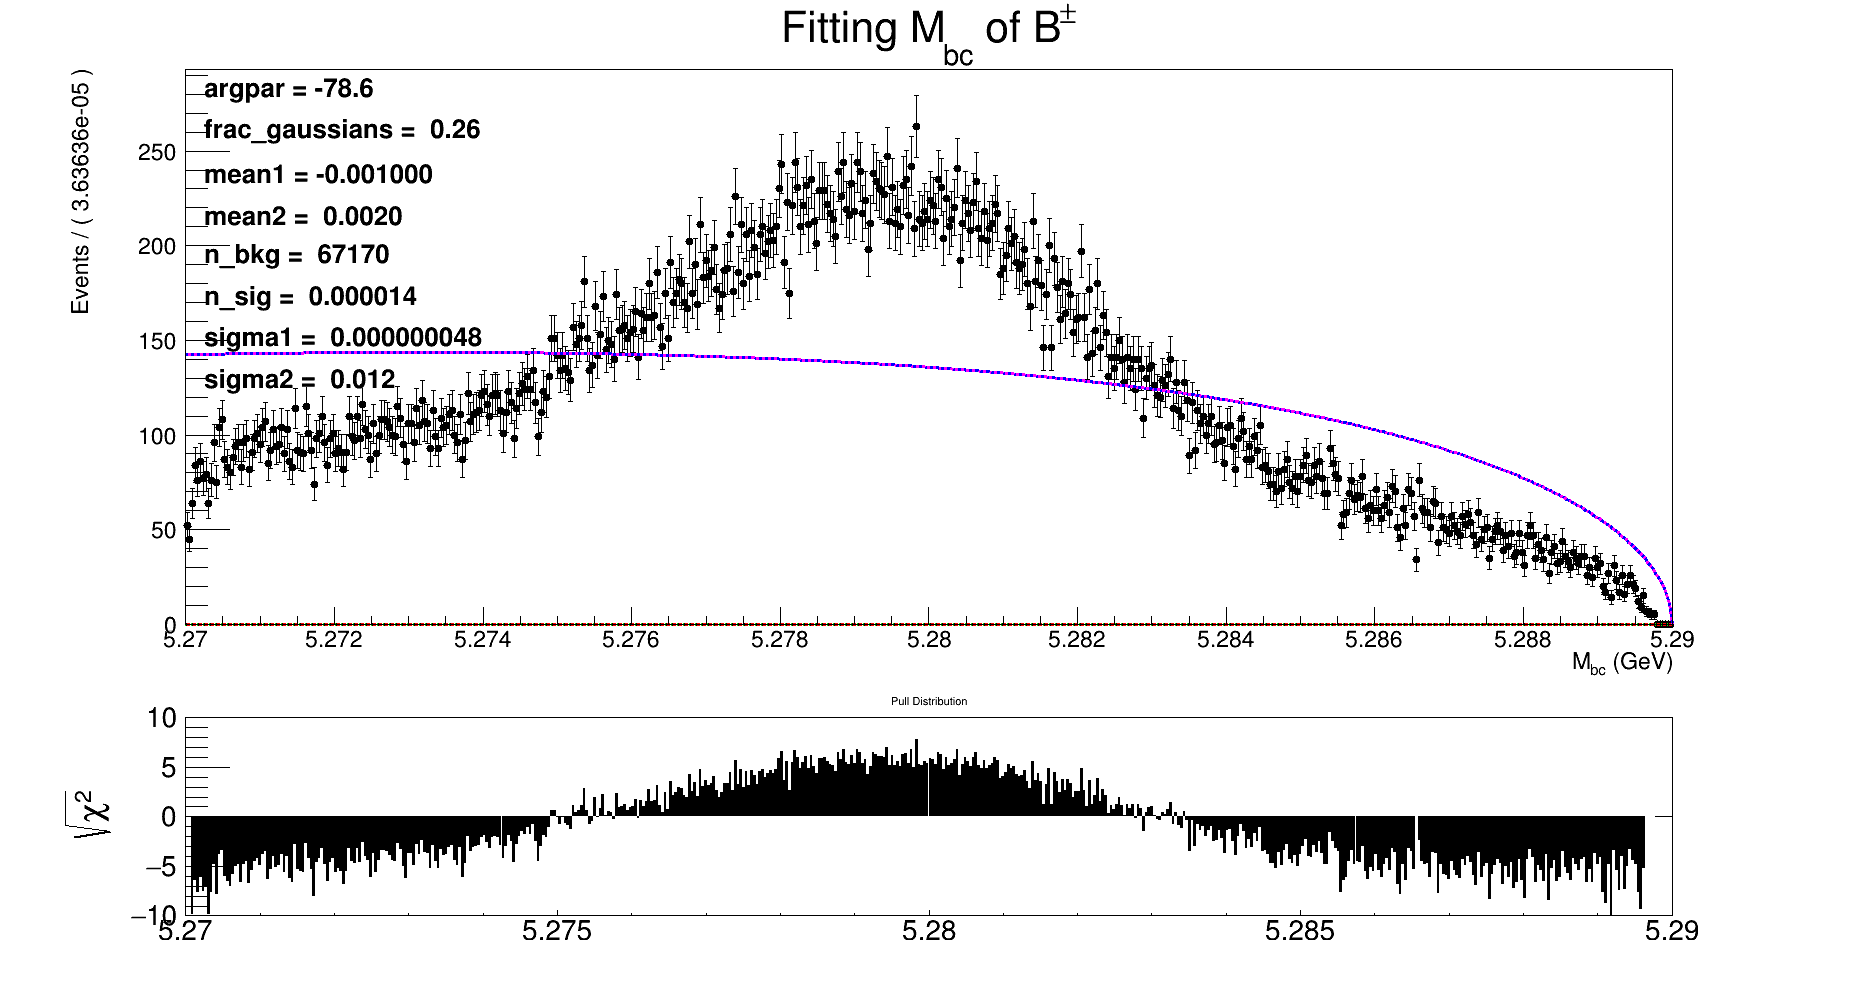 Fitting M_bc of B^±
Events / ( 3.63636e-05 )
argpar = -78.6
frac_gaussians = 0.26
mean1 = -0.001000
mean2 = 0.0020
n_bkg = 67170
n_sig = 0.000014
sigma1 = 0.000000048
sigma2 = 0.012
250
200
150
100
50
0
5.27 5.272 5.274 5.276 5.278 5.28 5.282 5.284 5.286 5.288 5.29
M_bc (GeV)
Pull Distribution
√χ²
10
5
0
−5
−10
5.27 5.275 5.28 5.285 5.29